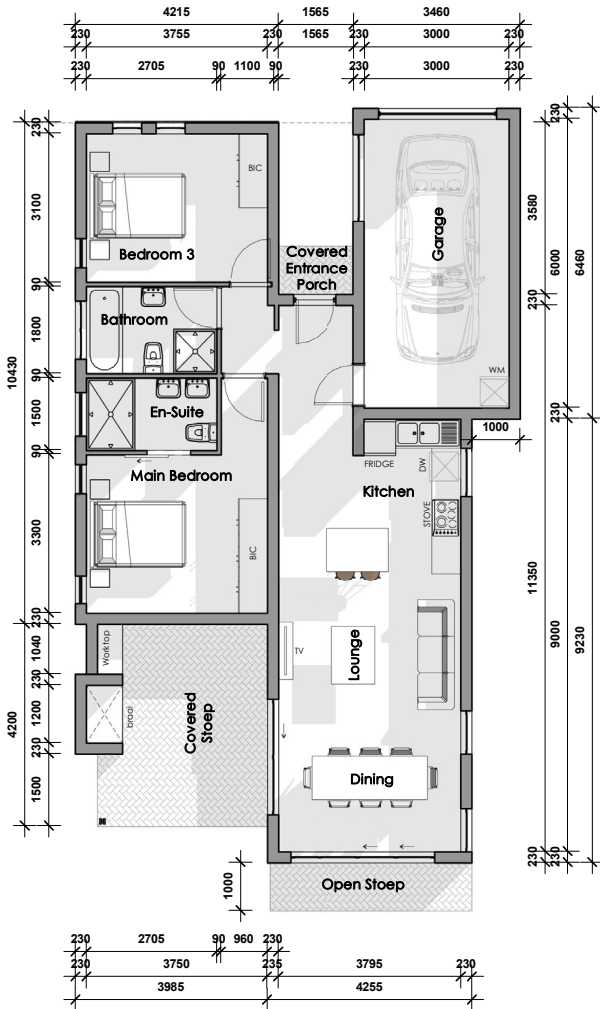 4215 1565 3460
230 3755 230 1565 230 3000 230
230 2705 90 1100 90 230 3000 230
230
3100
90
1800
90
1500
90
3300
230
1040
230
1200
230
1500
10430
4200
BIC
Bedroom 3
Covered
Entrance
Porch
Garage
WM
Bathroom
En-Suite
Main Bedroom
BIC
FRIDGE
DW
Kitchen
STOVE
Worktop
braai
Covered
Stoep
TV
Lounge
Dining
Open Stoep
1000
3580
230
11350
230
230
6000
230
9000
230
6460
9230
1000
230 2705 90 960 230
230 3750 235 3795 230
3985 4255